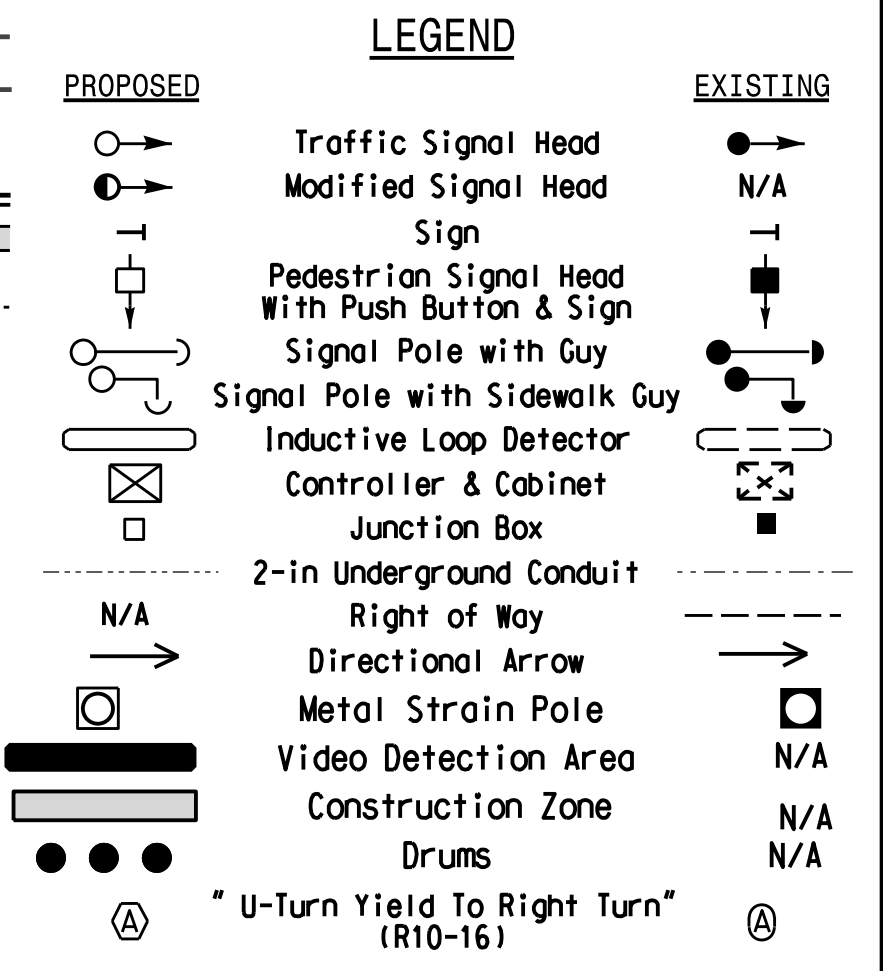 LEGEND
PROPOSED EXISTING
Traffic Signal Head
Modified Signal Head N/A
Sign
Pedestrian Signal Head
With Push Button & Sign
Signal Pole with Guy
Signal Pole with Sidewalk Guy
Inductive Loop Detector
Controller & Cabinet
Junction Box
2-in Underground Conduit
N/A Right of Way
Directional Arrow
Metal Strain Pole
Video Detection Area N/A
Construction Zone N/A
Drums N/A
" U-Turn Yield To Right Turn"
(R10-16)
A A